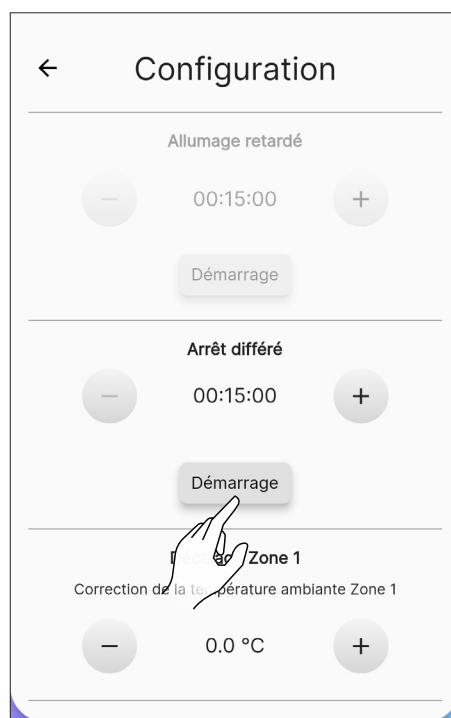 ← Configuration
Allumage retardé
− 00:15:00 +
Démarrage
Arrêt différé
− 00:15:00 +
Démarrage
Zone 1
Correction de la température ambiante Zone 1
− 0.0 °C +